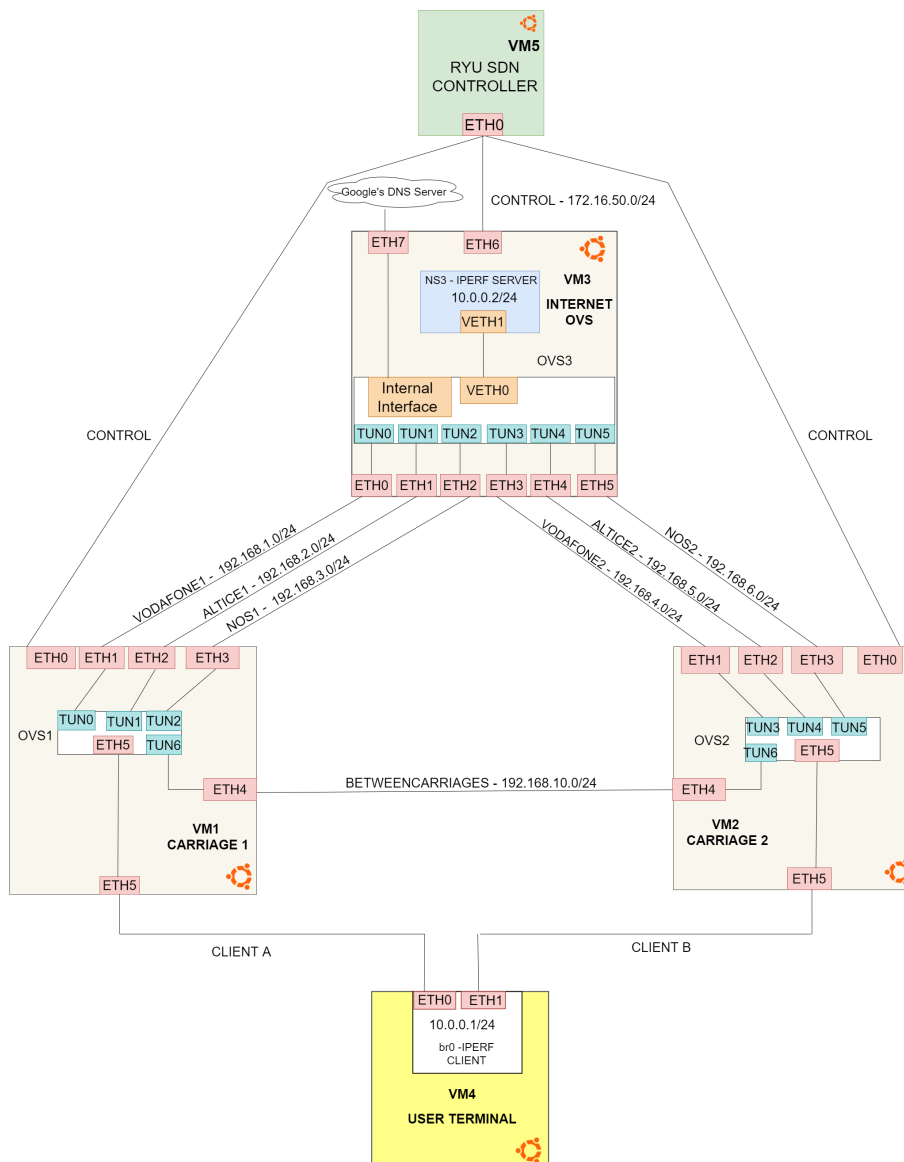 VM5
RYU SDN
CONTROLLER
ETH0
Google's DNS Server
CONTROL - 172.16.50.0/24
ETH7
ETH6
NS3 - IPERF SERVER
10.0.0.2/24
VETH1
VM3
INTERNET
OVS
OVS3
Internal
Interface
VETH0
TUN0
TUN1
TUN2
TUN3
TUN4
TUN5
CONTROL
CONTROL
ETH0
ETH1
ETH2
ETH3
ETH4
ETH5
VODAFONE1 - 192.168.1.0/24
ALTICE1 - 192.168.2.0/24
NOS1 - 192.168.3.0/24
VODAFONE2 - 192.168.4.0/24
ALTICE2 - 192.168.5.0/24
NOS2 - 192.168.6.0/24
ETH0
ETH1
ETH2
ETH3
OVS1
TUN0
TUN1
TUN2
ETH5
TUN6
ETH4
VM1
CARRIAGE 1
ETH5
BETWEENCARRIAGES - 192.168.10.0/24
ETH1
ETH2
ETH3
ETH0
OVS2
TUN3
TUN4
TUN5
TUN6
ETH5
ETH4
VM2
CARRIAGE 2
ETH5
CLIENT A
CLIENT B
ETH0
ETH1
10.0.0.1/24
br0 -IPERF
CLIENT
VM4
USER TERMINAL